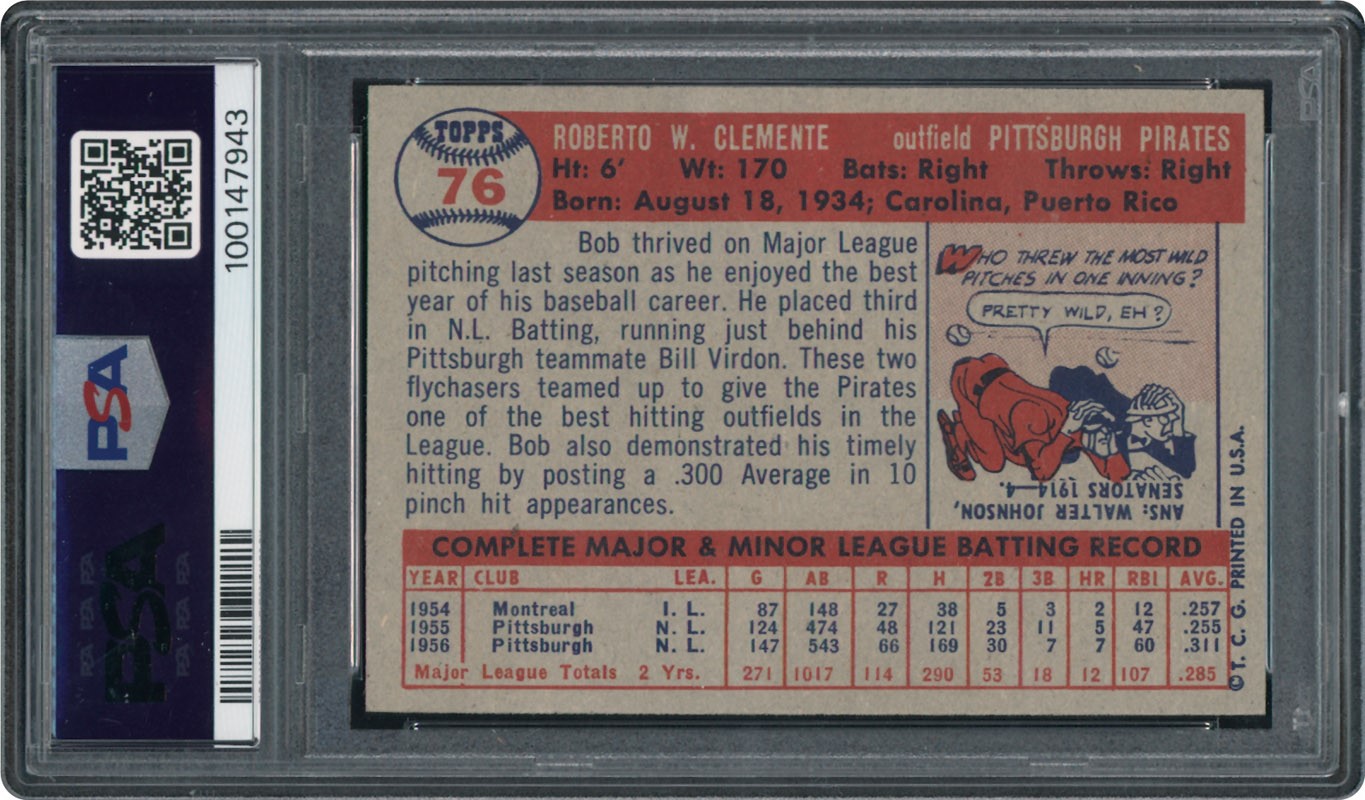 100147943
PSA
PSA
PSA PSA PSA
PSA PSA PSA
PSA
TOPPS
76
ROBERTO W. CLEMENTE outfield PITTSBURGH PIRATES
Ht: 6' Wt: 170 Bats: Right Throws: Right
Born: August 18, 1934; Carolina, Puerto Rico
Bob thrived on Major League
pitching last season as he enjoyed the best
year of his baseball career. He placed third
in N.L. Batting, running just behind his
Pittsburgh teammate Bill Virdon. These two
flychasers teamed up to give the Pirates
one of the best hitting outfields in the
League. Bob also demonstrated his timely
hitting by posting a .300 Average in 10
pinch hit appearances.
WHO THREW THE MOST WILD
PITCHES IN ONE INNING?
PRETTY WILD, EH?
ANS: WALTER JOHNSON,
SENATORS 1914—4.
COMPLETE MAJOR & MINOR LEAGUE BATTING RECORD
YEAR CLUB LEA. G AB R H 2B 3B HR RBI AVG.
1954 Montreal I. L. 87 148 27 38 5 3 2 12 .257
1955 Pittsburgh N. L. 124 474 48 121 23 11 5 47 .255
1956 Pittsburgh N. L. 147 543 66 169 30 7 7 60 .311
Major League Totals 2 Yrs. 271 1017 114 290 53 18 12 107 .285
© T. C. G. PRINTED IN U.S.A.